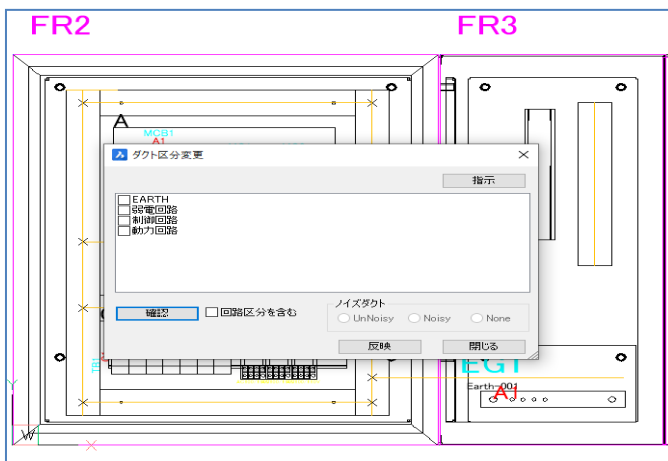 FR2
FR3
A
MCB1
A1
ダクト区分変更
指示
EARTH
弱電回路
制御回路
動力回路
確認
回路区分を含む
ノイズダクト
UnNoisy
Noisy
None
反映
閉じる
TB1
EG1
Earth-001
A1
Y
W
X